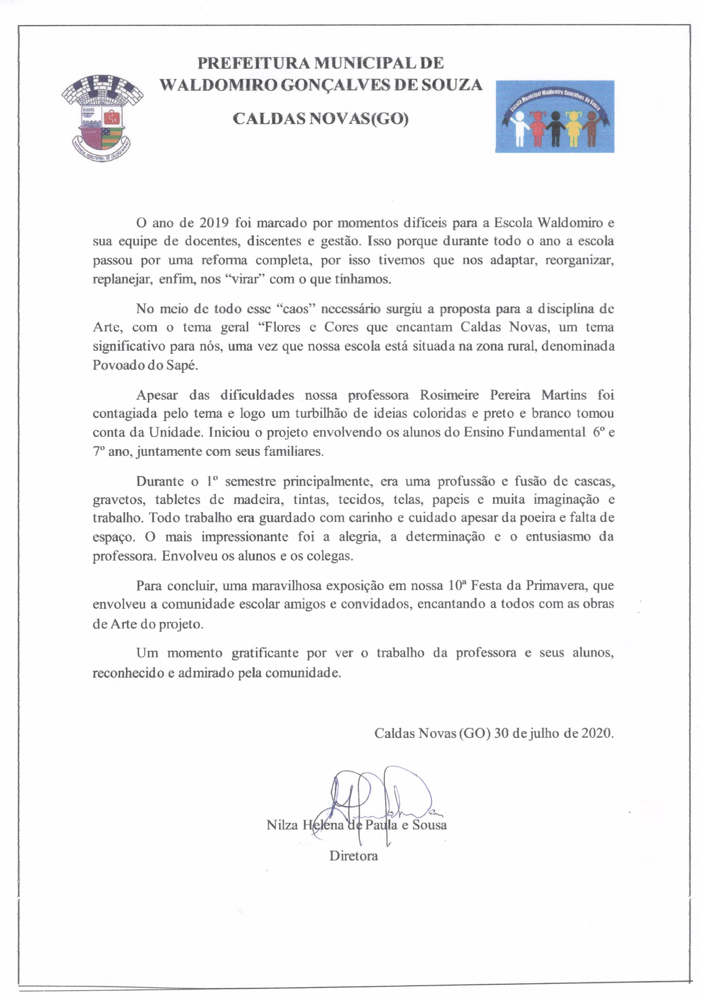 PREFEITURA MUNICIPAL DE
WALDOMIRO GONÇALVES DE SOUZA
CALDAS NOVAS(GO)
DE CALDAS NOVAS
Escola Municipal Waldomiro Gonçalves de Souza
O ano de 2019 foi marcado por momentos difíceis para a Escola Waldomiro e
sua equipe de docentes, discentes e gestão. Isso porque durante todo o ano a escola
passou por uma reforma completa, por isso tivemos que nos adaptar, reorganizar,
replanejar, enfim, nos “virar” com o que tínhamos.
No meio de todo esse “caos” necessário surgiu a proposta para a disciplina de
Arte, com o tema geral “Flores e Cores que encantam Caldas Novas, um tema
significativo para nós, uma vez que nossa escola está situada na zona rural, denominada
Povoado do Sapé.
Apesar das dificuldades nossa professora Rosimeire Pereira Martins foi
contagiada pelo tema e logo um turbilhão de ideias coloridas e preto e branco tomou
conta da Unidade. Iniciou o projeto envolvendo os alunos do Ensino Fundamental 6º e
7º ano, juntamente com seus familiares.
Durante o 1º semestre principalmente, era uma profussão e fusão de cascas,
gravetos, tabletes de madeira, tintas, tecidos, telas, papeis e muita imaginação e
trabalho. Todo trabalho era guardado com carinho e cuidado apesar da poeira e falta de
espaço. O mais impressionante foi a alegria, a determinação e o entusiasmo da
professora. Envolveu os alunos e os colegas.
Para concluir, uma maravilhosa exposição em nossa 10ª Festa da Primavera, que
envolveu a comunidade escolar amigos e convidados, encantando a todos com as obras
de Arte do projeto.
Um momento gratificante por ver o trabalho da professora e seus alunos,
reconhecido e admirado pela comunidade.
Caldas Novas (GO) 30 de julho de 2020.
Nilza Helena de Paula e Sousa
Diretora